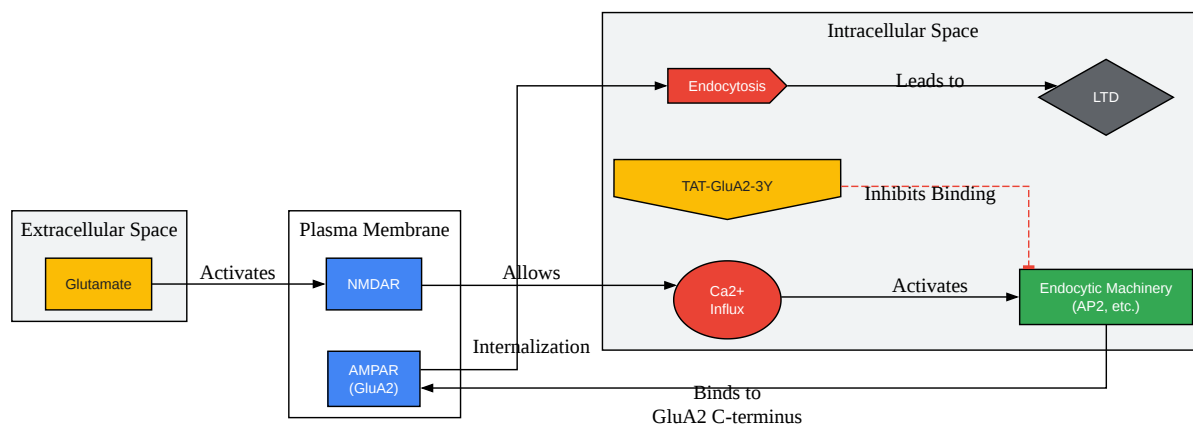 Intracellular Space
Endocytosis
Leads to
LTD
TAT-GluA2-3Y
Inhibits Binding
Extracellular Space
Plasma Membrane
Glutamate
Activates
NMDAR
Allows
Ca2+
Influx
Activates
Endocytic Machinery
(AP2, etc.)
Internalization
AMPAR
(GluA2)
Binds to
GluA2 C-terminus